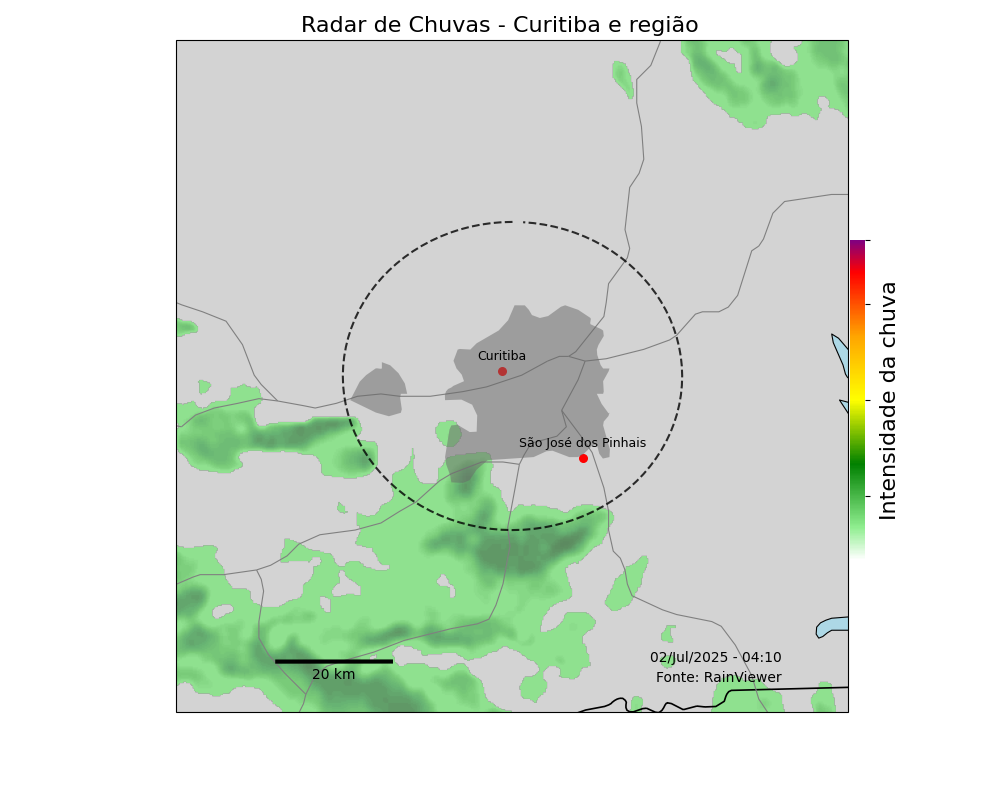 Radar de Chuvas - Curitiba e região
Curitiba
São José dos Pinhais
Intensidade da chuva
02/Jul/2025 - 04:10
20 km
Fonte: RainViewer